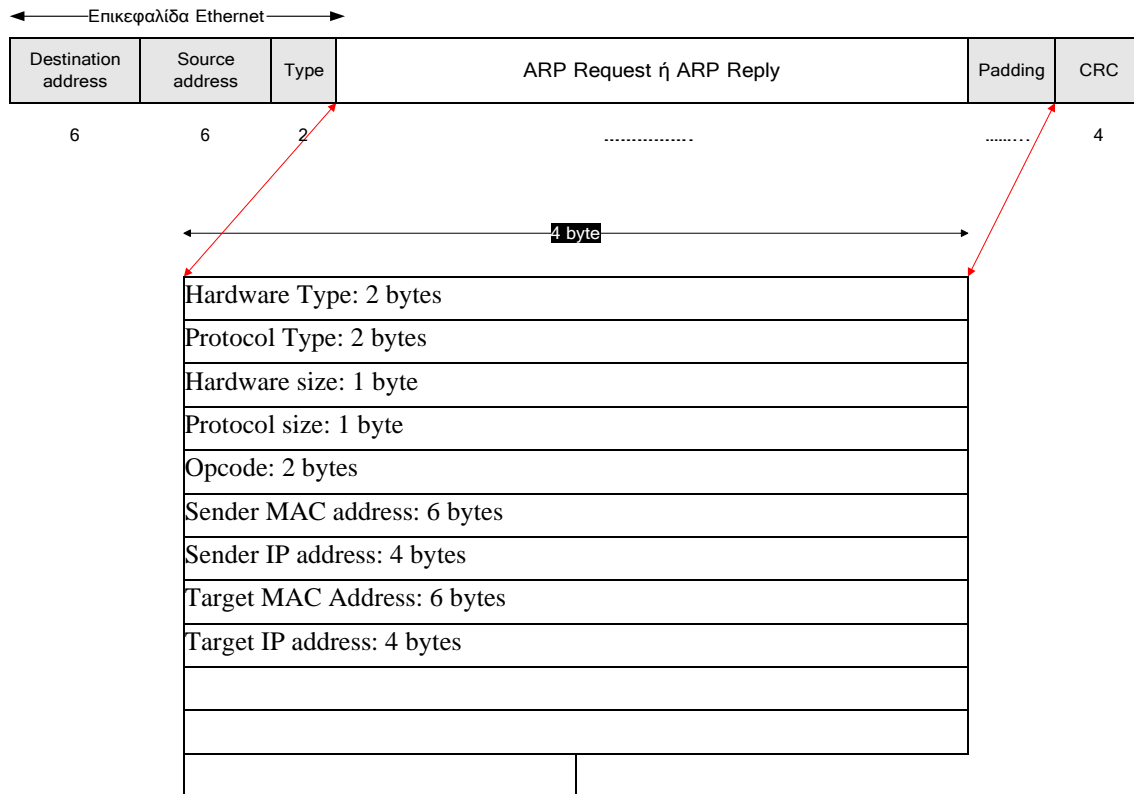 Επικεφαλίδα Ethernet
Destination address
Source address
Type
ARP Request ή ARP Reply
Padding
CRC
6
6
2
................
.........
4
4 byte
Hardware Type: 2 bytes
Protocol Type: 2 bytes
Hardware size: 1 byte
Protocol size: 1 byte
Opcode: 2 bytes
Sender MAC address: 6 bytes
Sender IP address: 4 bytes
Target MAC Address: 6 bytes
Target IP address: 4 bytes